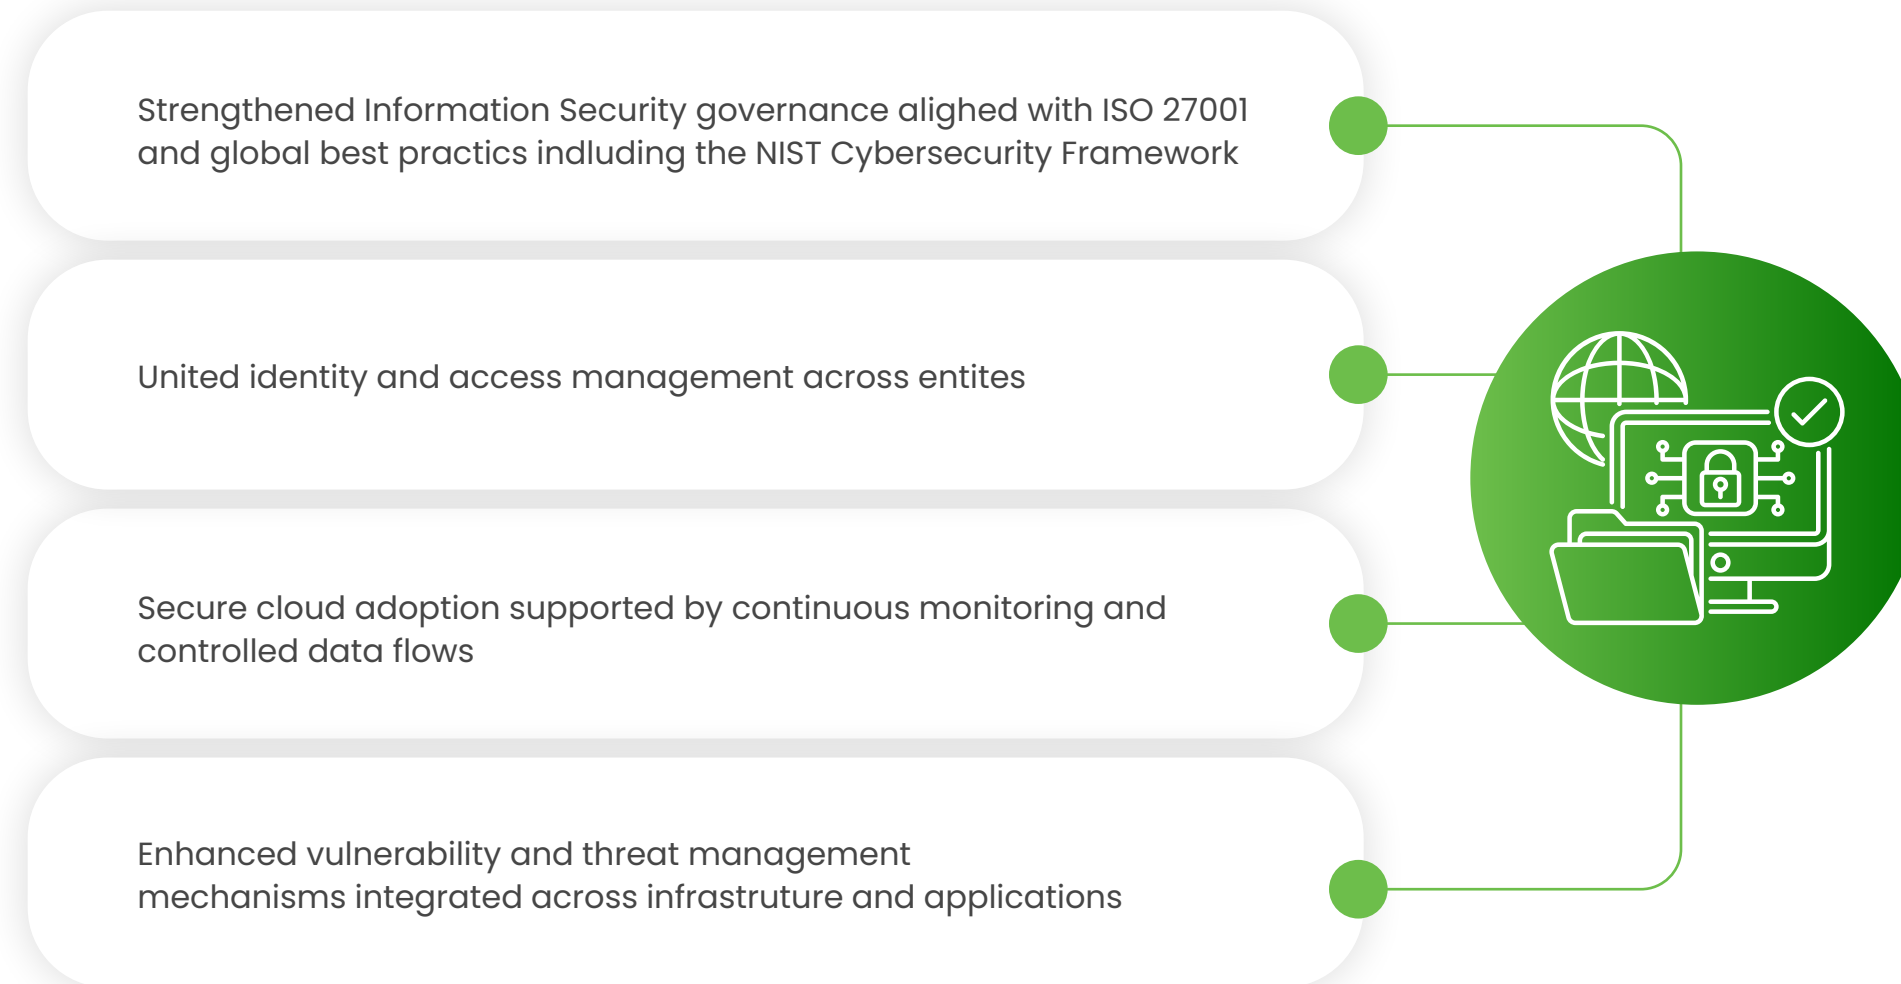 Strengthened Information Security governance alighed with ISO 27001
and global best practics indluding the NIST Cybersecurity Framework
United identity and access management across entites
Secure cloud adoption supported by continuous monitoring and
controlled data flows
Enhanced vulnerability and threat management
mechanisms integrated across infrastruture and applications